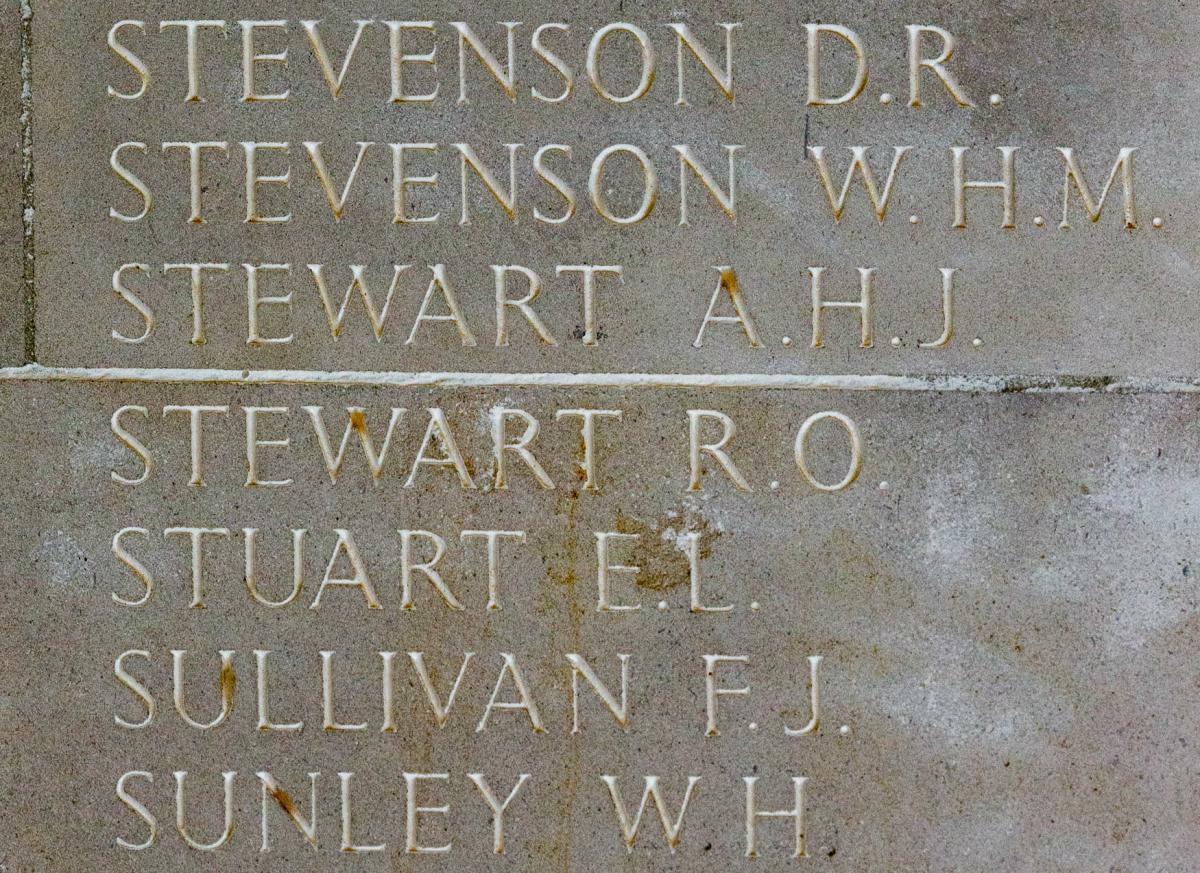 STEVENSON D.R.
STEVENSON W.H.M.
STEWART A.H.J.
STEWART R.O.
STUART E.L.
SULLIVAN F.J.
SUNLEY W.H.